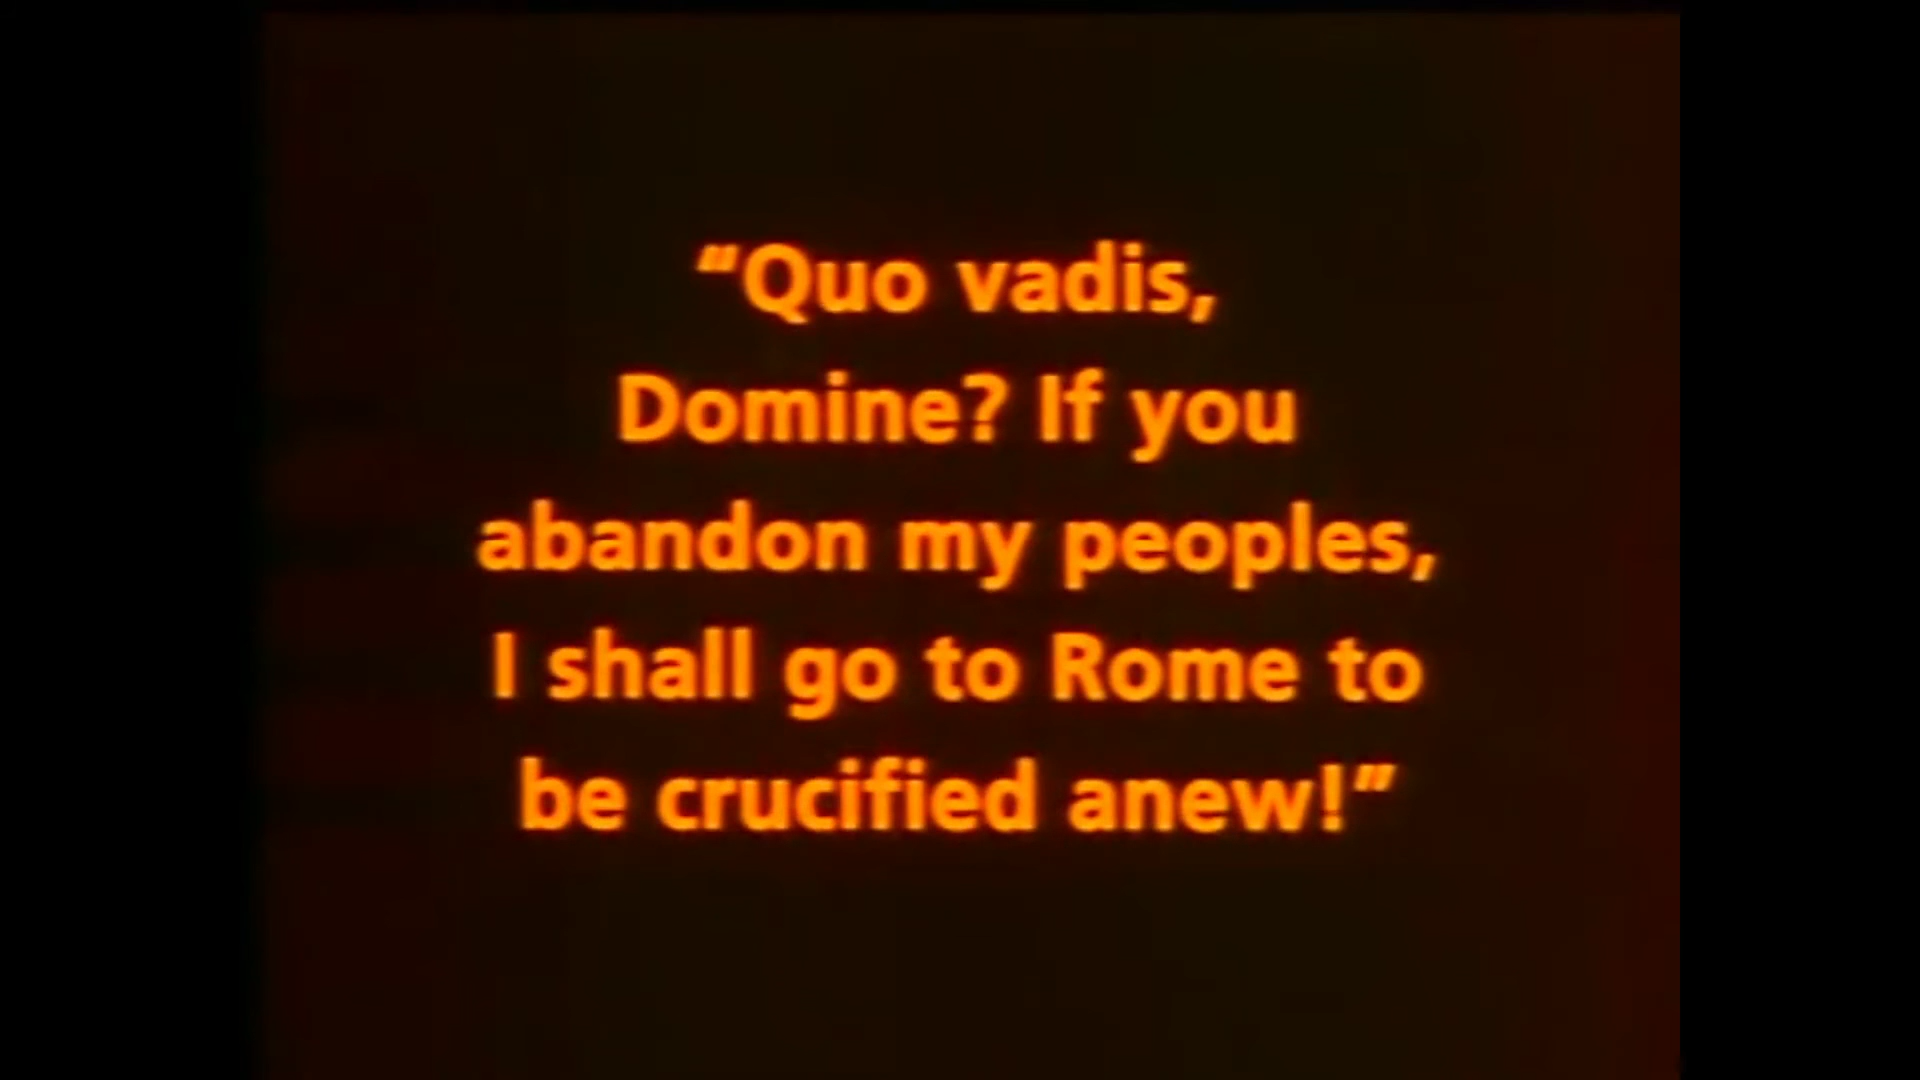 “Quo vadis,
Domine? If you
abandon my peoples,
I shall go to Rome to
be crucified anew!”